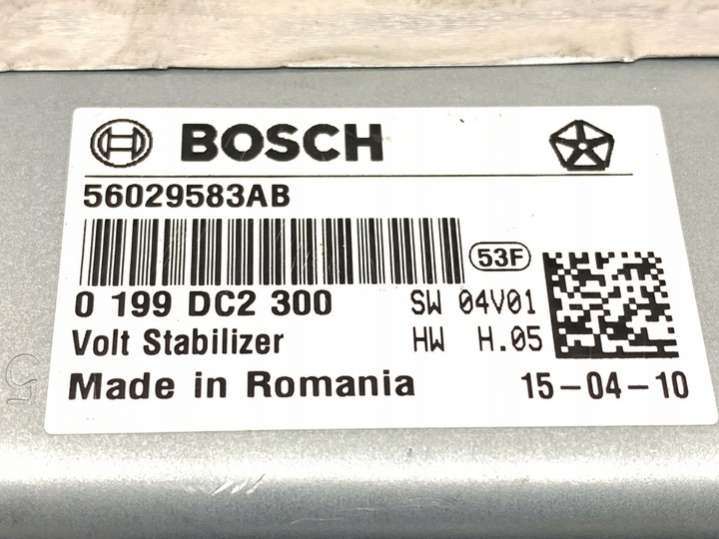 BOSCH
56029583AB
53F
0 199 DC2 300 SW 04V01
Volt Stabilizer HW H.05
Made in Romania 15-04-10